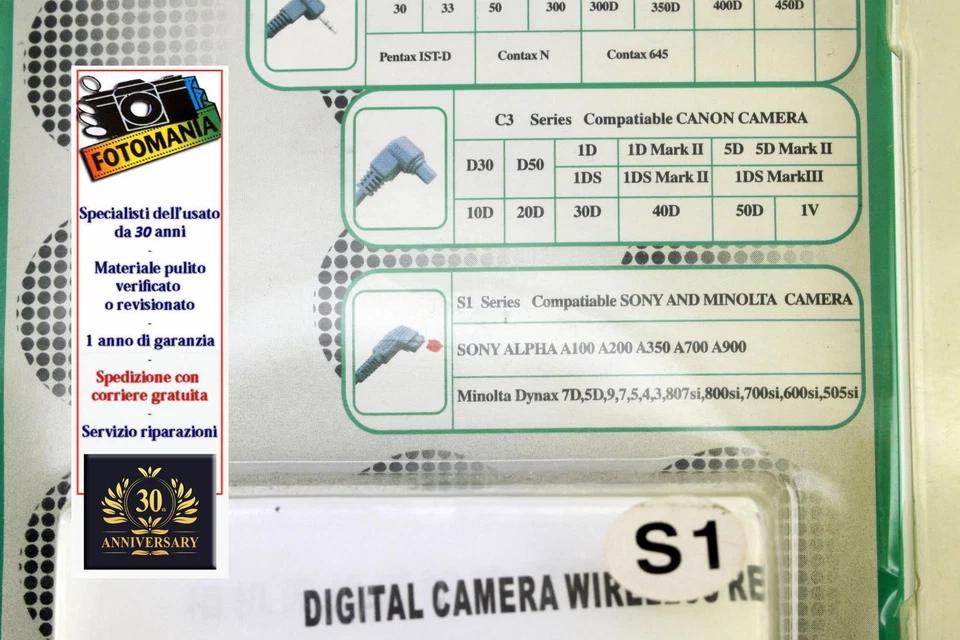 30 33 50 300 300D 350D 400D 450D
Pentax IST-D Contax N Contax 645
C3 Series Compatiable CANON CAMERA
D30 D50 1D 1D Mark II 5D 5D Mark II
1DS 1DS Mark II 1DS MarkIII
10D 20D 30D 40D 50D 1V
S1 Series Compatiable SONY AND MINOLTA CAMERA
SONY ALPHA A100 A200 A350 A700 A900
Minolta Dynax 7D,5D,9,7,5,4,3,807si,800si,700si,600si,505si
S1
DIGITAL CAMERA
FOTOMANIA
Specialisti dell'usato
da 30 anni
-
Materiale pulito
verificato
o revisionato
-
1 anno di garanzia
-
Spedizione con
corriere gratuita
-
Servizio riparazioni
30th
ANNIVERSARY